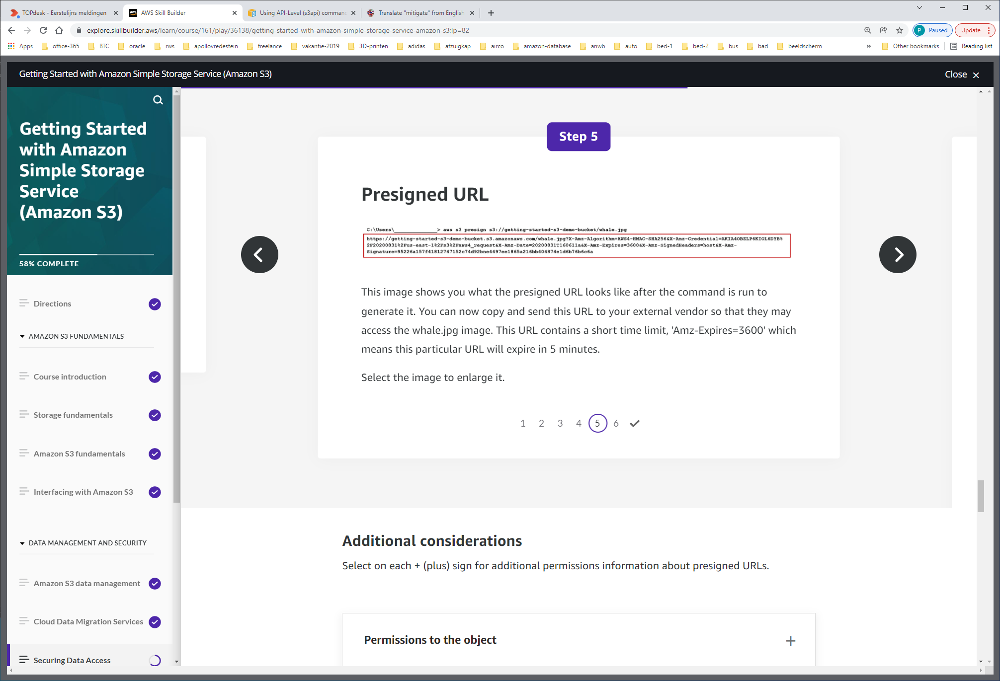 TOPdesk - Eerstelijns meldingen
AWS Skill Builder
Using API-Level (s3api) comman
Translate "mitigate" from English
explore.skillbuilder.aws/learn/course/161/play/36138/getting-started-with-amazon-simple-storage-service-amazon-s3;lp=82
P Paused
Update
Apps office-365 BTC oracle rws apollovredestein freelance vakantie-2019 3D-printen adidas afzuigkap airco amazon-database anwb auto bed-1 bed-2 bus bad beeldscherm » Other bookmarks Reading list
Getting Started with Amazon Simple Storage Service (Amazon S3)
Close
Getting Started
with Amazon
Simple Storage
Service
(Amazon S3)
58% COMPLETE
Directions
AMAZON S3 FUNDAMENTALS
Course introduction
Storage fundamentals
Amazon S3 fundamentals
Interfacing with Amazon S3
DATA MANAGEMENT AND SECURITY
Amazon S3 data management
Cloud Data Migration Services
Securing Data Access
Step 5
Presigned URL
C:\Users\______________> aws s3 presign s3://getting-started-s3-demo-bucket/whale.jpg
https://getting-started-s3-demo-bucket.s3.amazonaws.com/whale.jpg?X-Amz-Algorithm+AWS4-HMAC-SHA256&X-Amz-Credential=AKIA4OBZLP6KIOL6DYB%
2F20200831%2Fus-east-1%2Fs3%2Faws4_request&X-Amz-Date=20200831T160611a&X-Amz-Expires=3600&X-Amz-SignedHeaders=host&X-Amz-
Signature=95226a157f41812747152c74d92bne4497ee1865a216bb404874e1d6b76b6c6a
This image shows you what the presigned URL looks like after the command is run to
generate it. You can now copy and send this URL to your external vendor so that they may
access the whale.jpg image. This URL contains a short time limit, 'Amz-Expires=3600' which
means this particular URL will expire in 5 minutes.
Select the image to enlarge it.
1 2 3 4 5 6
Additional considerations
Select on each + (plus) sign for additional permissions information about presigned URLs.
Permissions to the object